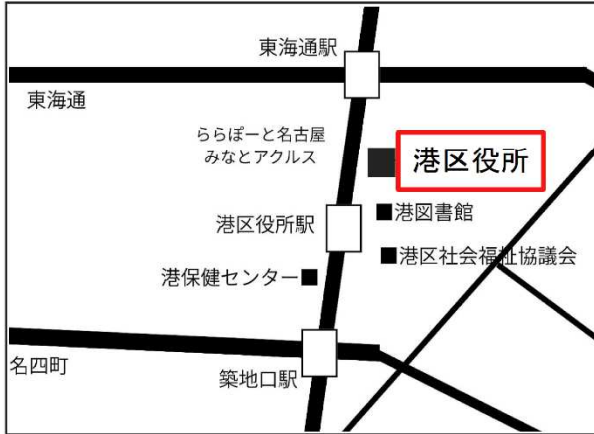 東海通駅
東海通
ららぽーと名古屋
みなとアクルス
港区役所
港区役所駅
港図書館
港区社会福祉協議会
港保健センター
名四町
築地口駅